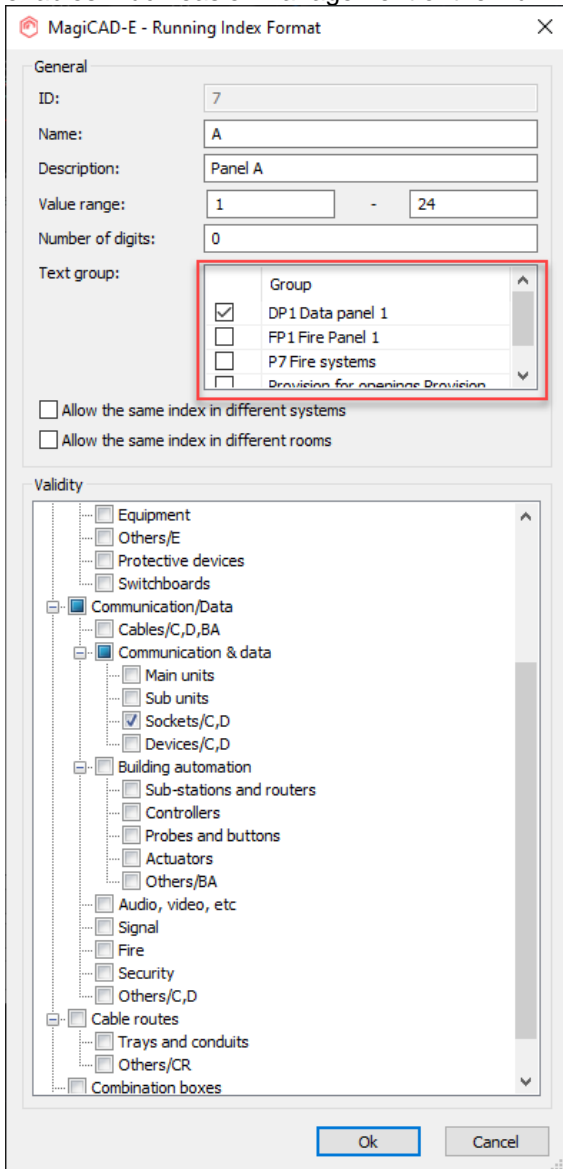 MagiCAD-E - Running Index Format
General
ID: 7
Name: A
Description: Panel A
Value range: 1 - 24
Number of digits: 0
Text group:
Group
DP1 Data panel 1
FP1 Fire Panel 1
P7 Fire systems
Provision for openings Provision
Allow the same index in different systems
Allow the same index in different rooms
Validity
Equipment
Others/E
Protective devices
Switchboards
Communication/Data
Cables/C,D,BA
Communication & data
Main units
Sub units
Sockets/C,D
Devices/C,D
Building automation
Sub-stations and routers
Controllers
Probes and buttons
Actuators
Others/BA
Audio, video, etc
Signal
Fire
Security
Others/C,D
Cable routes
Trays and conduits
Others/CR
Combination boxes
Ok Cancel